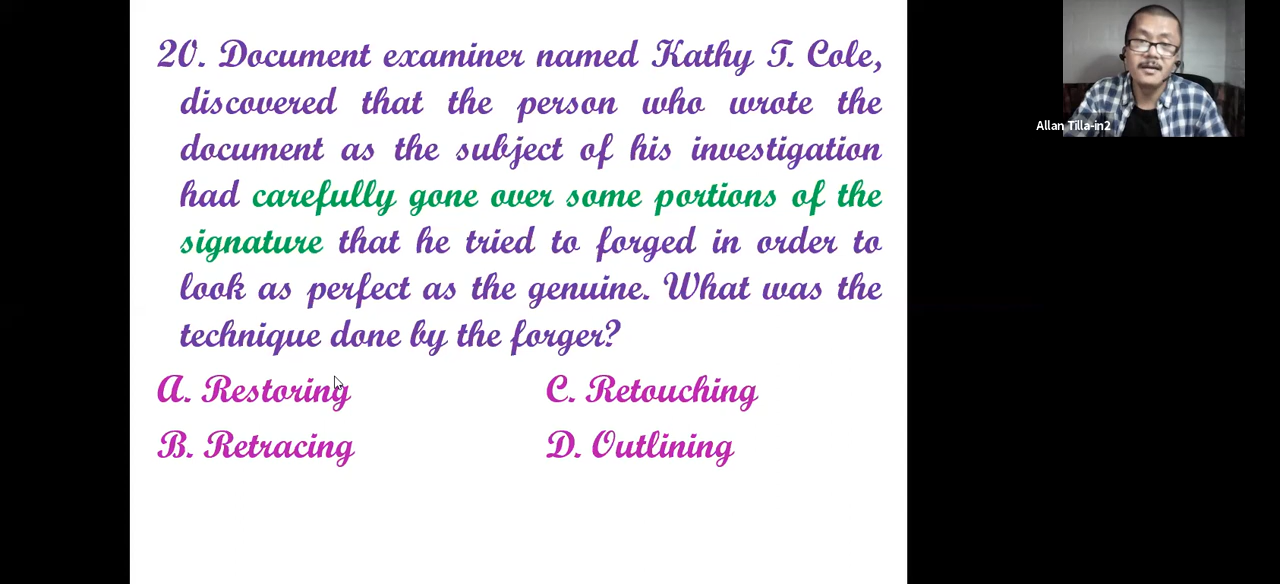 20. Document examiner named Kathy T. Cole,
discovered that the person who wrote the
document as the subject of his investigation
had carefully gone over some portions of the
signature that he tried to forged in order to
look as perfect as the genuine. What was the
technique done by the forger?
A. Restoring
C. Retouching
B. Retracing
D. Outlining
Allan Tilla-in2